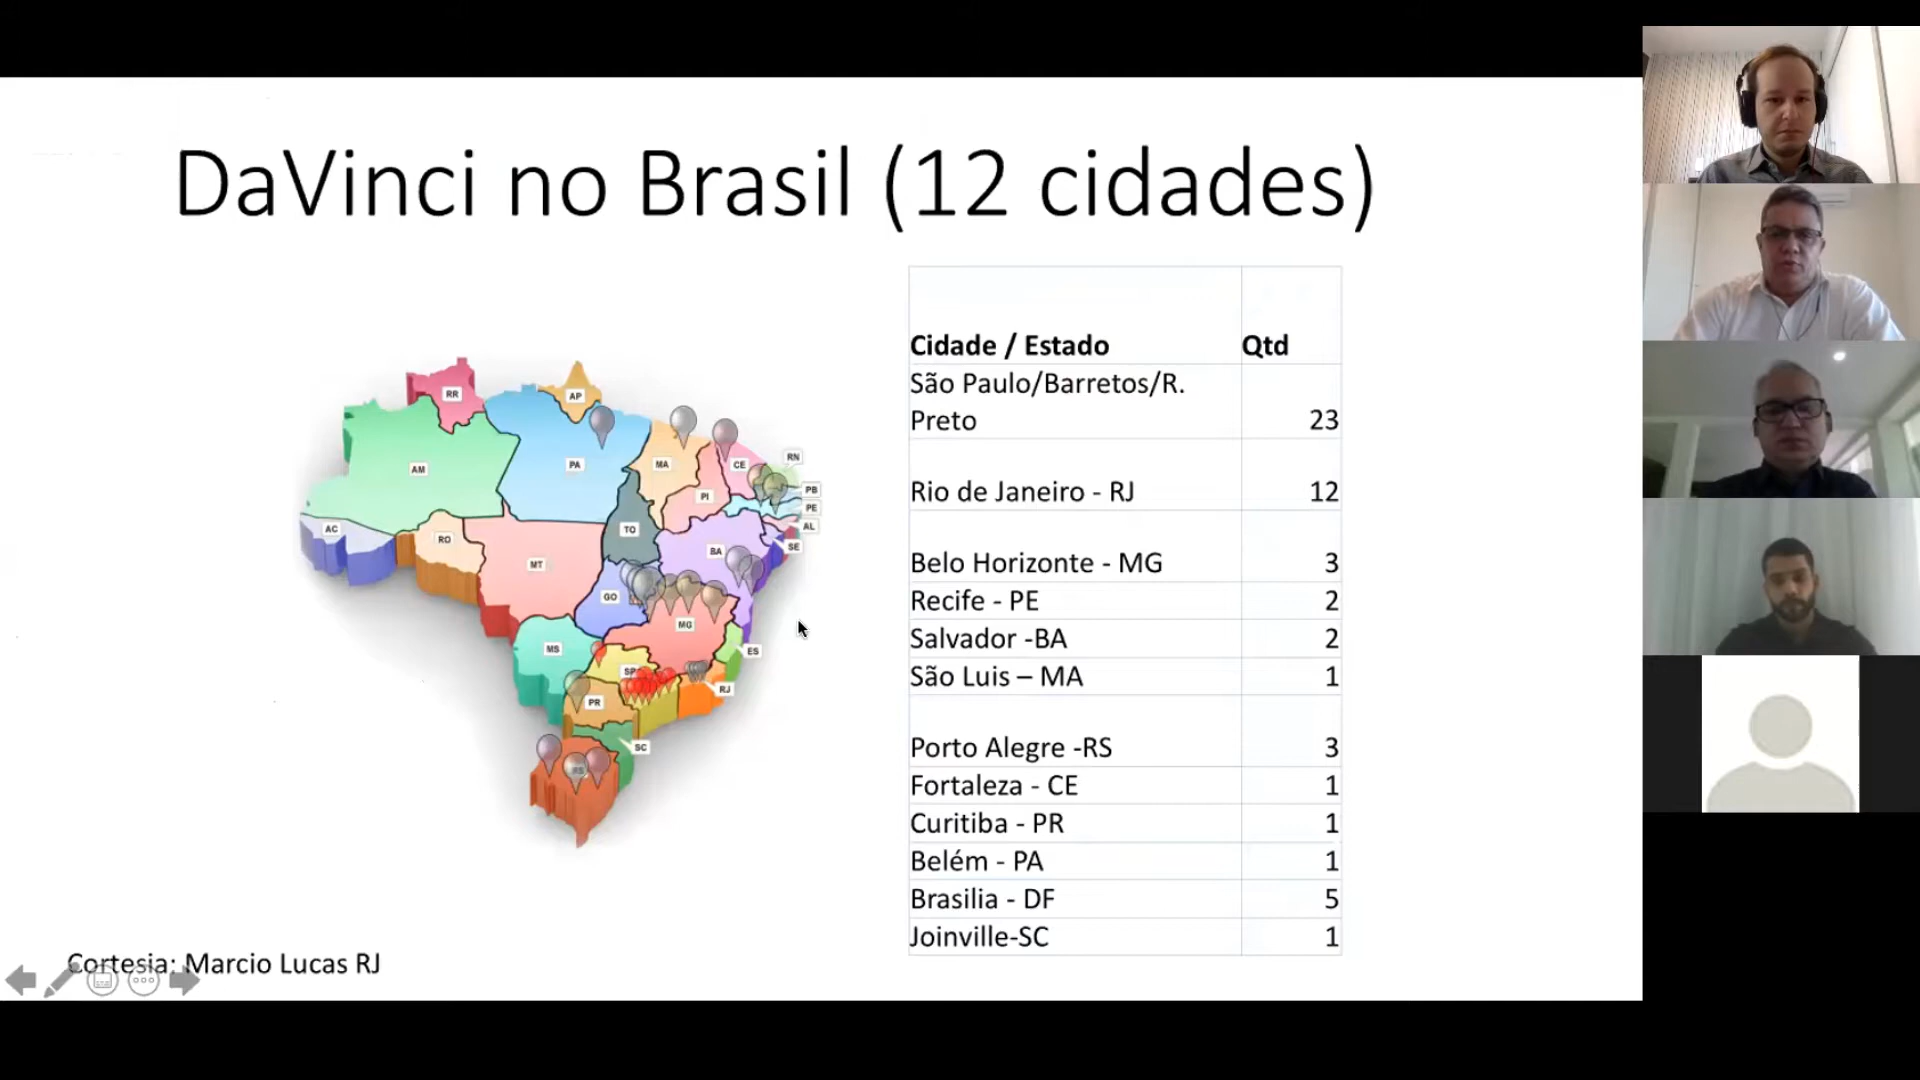 DaVinci no Brasil (12 cidades)
Cidade / Estado Qtd
São Paulo/Barretos/R.
Preto 23
Rio de Janeiro - RJ 12
Belo Horizonte - MG 3
Recife - PE 2
Salvador -BA 2
São Luis – MA 1
Porto Alegre -RS 3
Fortaleza - CE 1
Curitiba - PR 1
Belém - PA 1
Brasilia - DF 5
Joinville-SC 1
RR
AP
AM
PA
MA
CE
RN
PB
PE
AL
SE
PI
AC
RO
TO
BA
MT
GO
MG
ES
MS
SP
RJ
PR
SC
RS
Cortesia: Marcio Lucas RJ